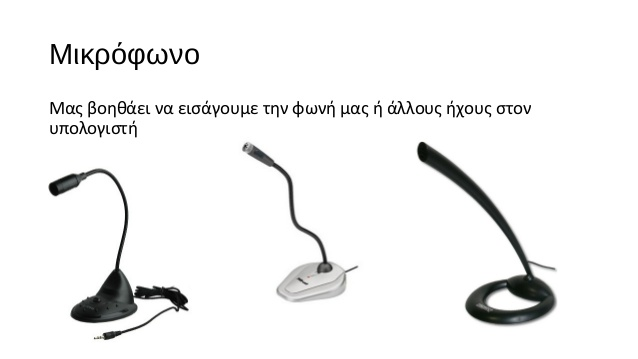 Μικρόφωνο
Μας βοηθάει να εισάγουμε την φωνή μας ή άλλους ήχους στον
υπολογιστή